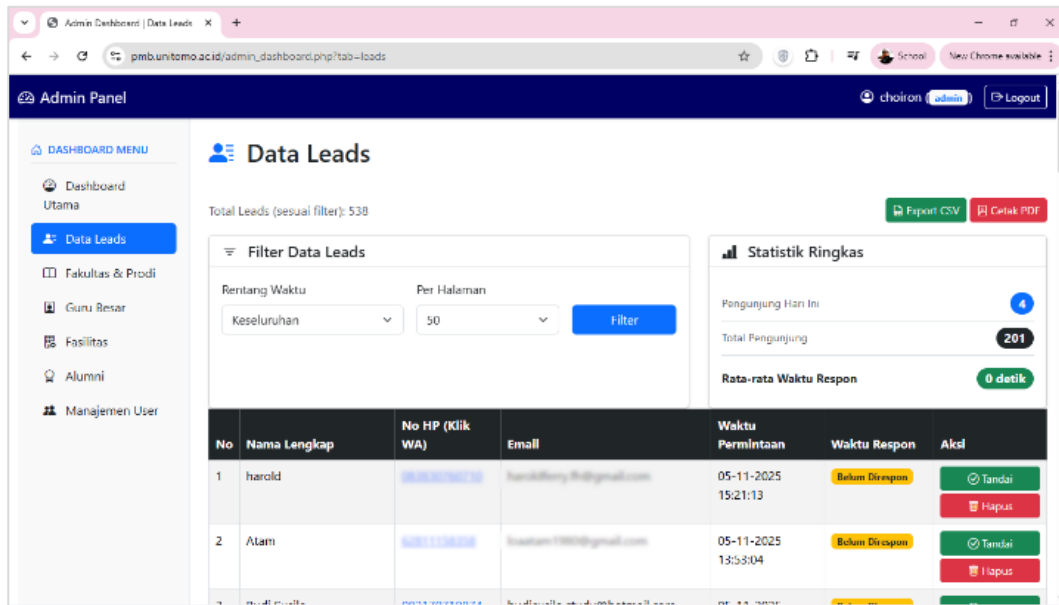 Admin Dashboard | Data Leads
pmb.unitomo.ac.id/admin_dashboard.php?tab=leads
School
New Chrome available
Admin Panel
choiron (admin)
Logout
DASHBOARD MENU
Dashboard Utama
Data Leads
Fakultas & Prodi
Guru Besar
Fasilitas
Alumni
Manajemen User
Data Leads
Total Leads (sesuai filter): 538
Export CSV
Cetak PDF
Filter Data Leads
Rentang Waktu
Per Halaman
Keseluruhan
50
Filter
Statistik Ringkas
Pengunjung Hari Ini
4
Total Pengunjung
201
Rata-rata Waktu Respon
0 detik
No
Nama Lengkap
No HP (Klik WA)
Email
Waktu Permintaan
Waktu Respon
Aksi
1
harold
05-11-2025
15:21:13
Belum Direspon
Tandai
Hapus
2
Atam
05-11-2025
13:53:04
Belum Direspon
Tandai
Hapus